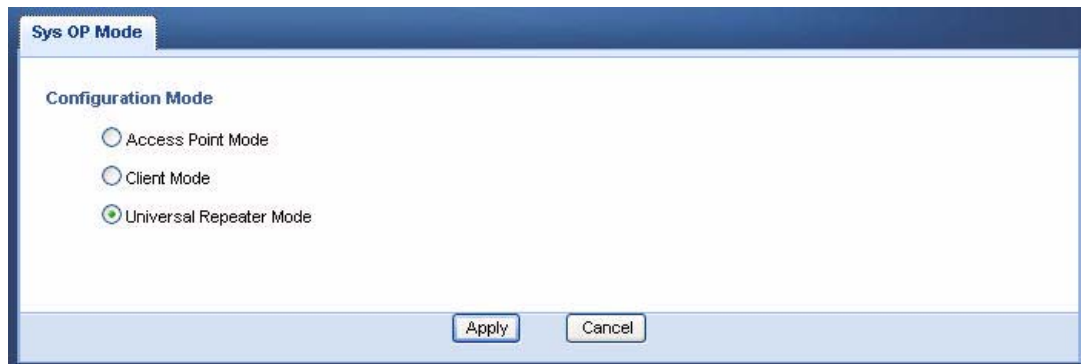 Sys OP Mode
Configuration Mode
Access Point Mode
Client Mode
Universal Repeater Mode
Apply Cancel